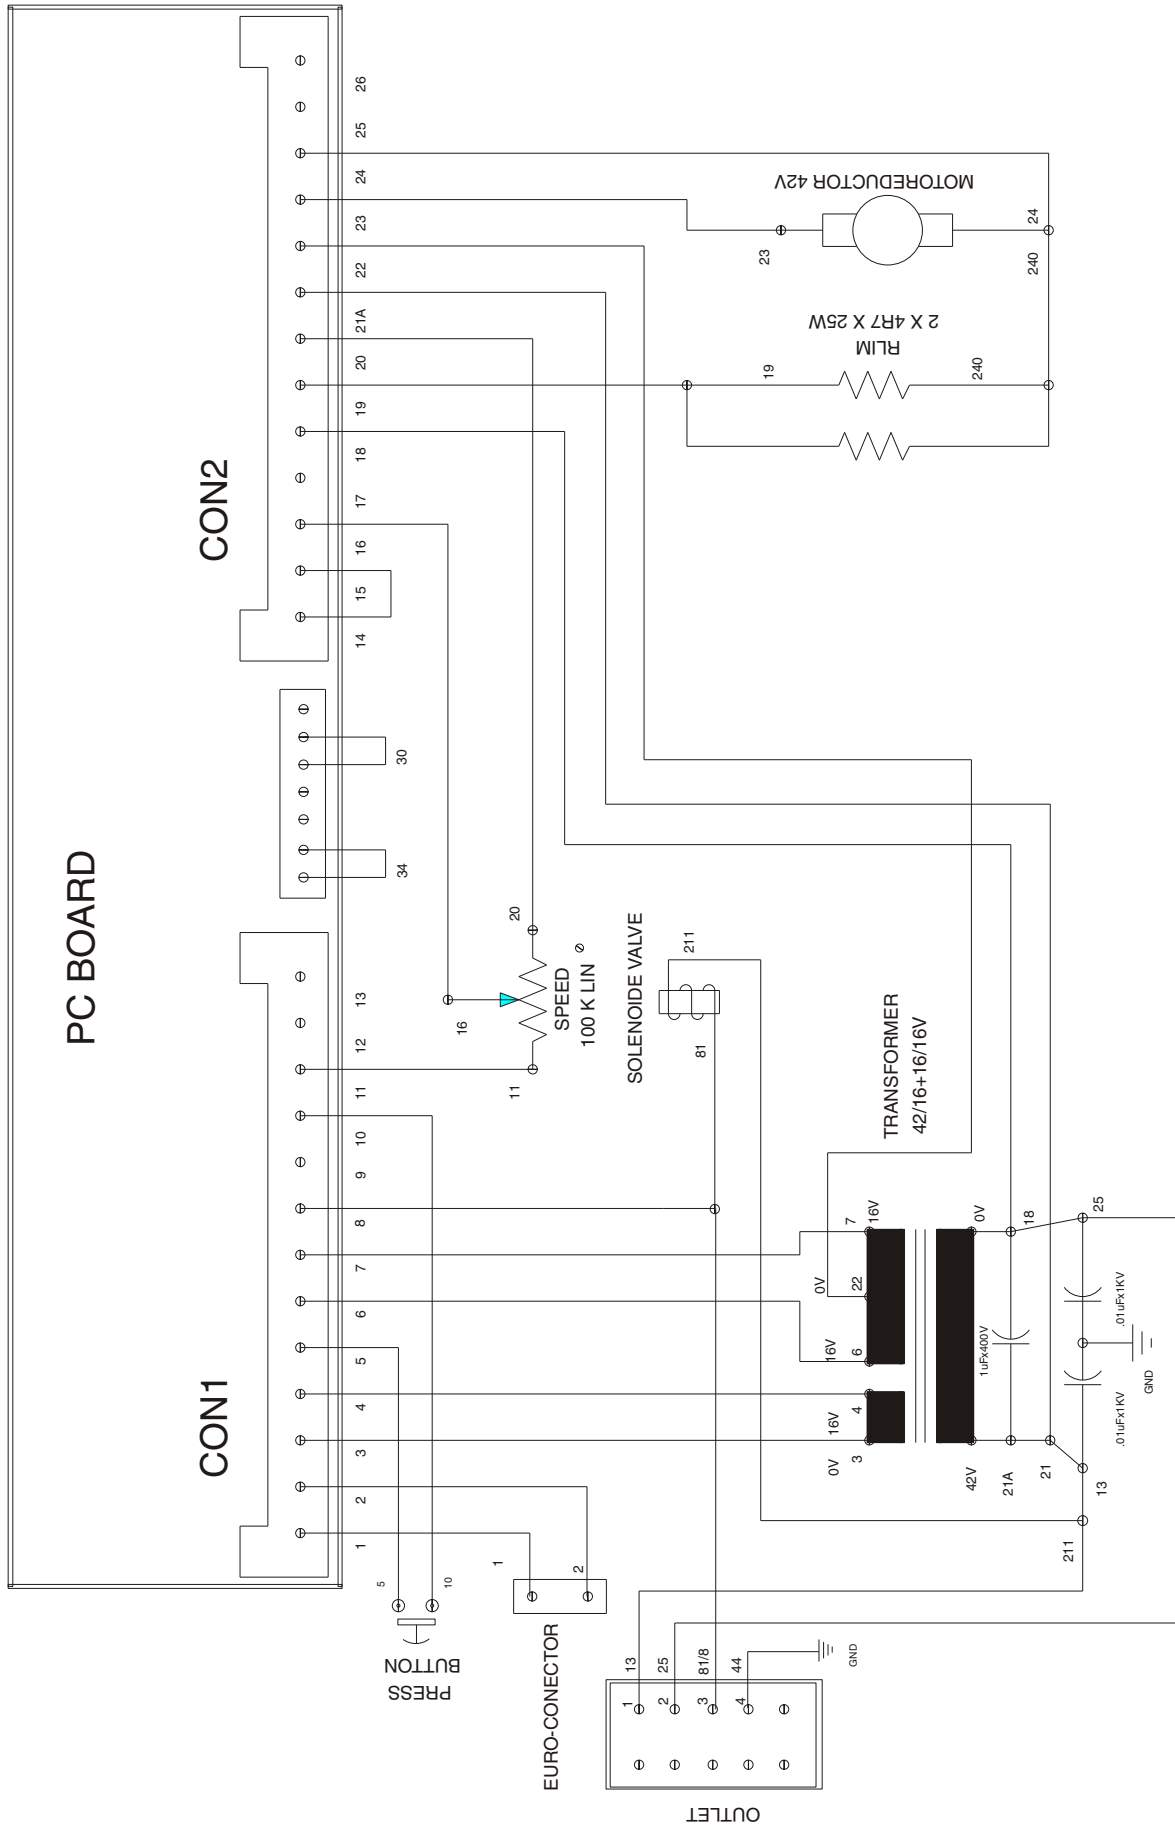 PC BOARD
CON2
26
25
24
23
22
21A
20
19
18
17
16
15
14
30
34
CON1
13
12
11
10
9
8
7
6
5
4
3
2
1
MOTOREDUCTOR 42V
23
24
240
2 X 4R7 X 25W
RLIM
19
240
20
16
11
SPEED
100 K LIN
SOLENOIDE VALVE
211
81
TRANSFORMER
42/16+16/16V
7
16V
0V
22
16V
6
16V
4
0V
3
0V
18
25
1uFx400V
.01uFx1KV
.01uFx1KV
GND
42V
21A
21
13
211
5
10
PRESS
BUTTON
1
2
EURO-CONECTOR
13
25
81/8
44
1
2
3
4
GND
OUTLET